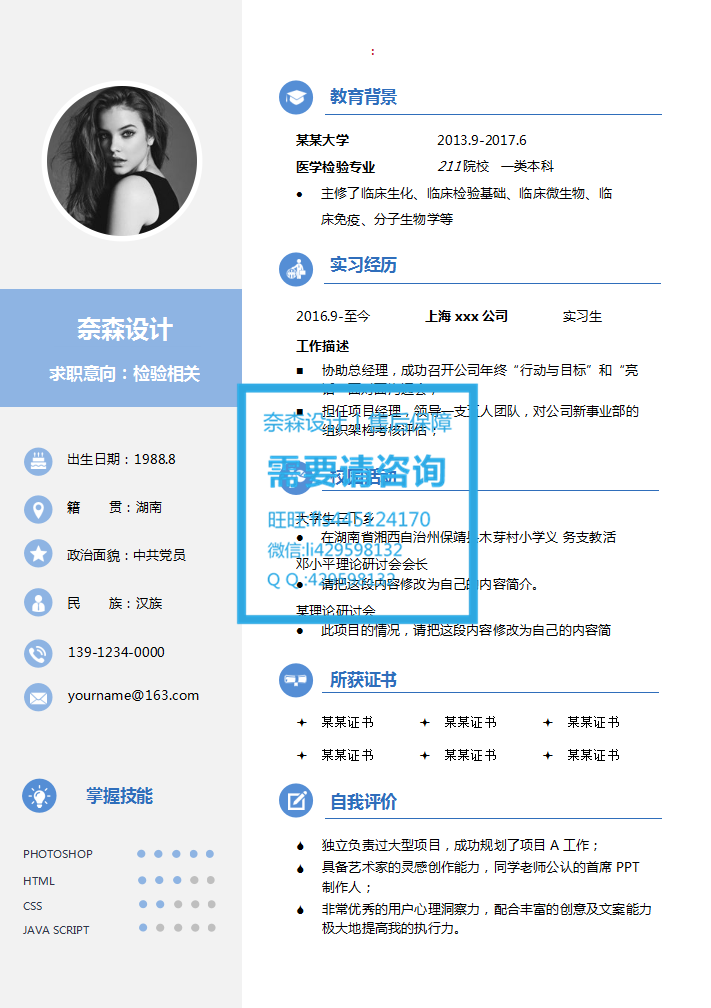 :
奈森设计
求职意向：检验相关
出生日期：1988.8
籍 贯：湖南
政治面貌：中共党员
民 族：汉族
139-1234-0000
yourname@163.com
掌握技能
PHOTOSHOP
HTML
CSS
JAVA SCRIPT
教育背景
某某大学 2013.9-2017.6
医学检验专业 211院校 一类本科
● 主修了临床生化、临床检验基础、临床微生物、临
床免疫、分子生物学等
实习经历
2016.9-至今 上海 xxx 公司 实习生
工作描述
■ 协助总经理，成功召开公司年终“行动与目标”和“亮
■ 担任项目经理，领导一支五人团队，对公司新事业部的
组织架构考核评估；
奈森设计 | 售后保障
需要请咨询
校园活动
大学生三下乡
旺旺:
● 在湖南省湘西自治州保靖县木芽村小学义 务支教活
微信:li429598132
邓小平理论研讨会会长
Q Q :429598132
● 请把这段内容修改为自己的内容简介。
某理论研讨会
● 此项目的情况，请把这段内容修改为自己的内容简
所获证书
某某证书 某某证书 某某证书
某某证书 某某证书 某某证书
自我评价
独立负责过大型项目，成功规划了项目 A 工作；
具备艺术家的灵感创作能力，同学老师公认的首席 PPT
制作人；
非常优秀的用户心理洞察力，配合丰富的创意及文案能力
极大地提高我的执行力。